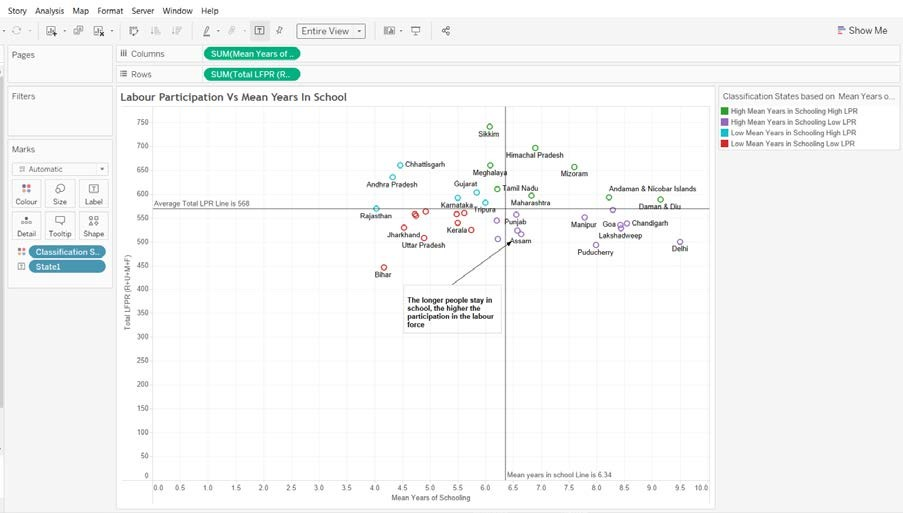 Story Analysis Map Format Server Window Help
Entire View
Show Me
Pages
Columns SUM(Mean Years of ..
Rows SUM(Total LFPR (R..
Filters
Marks
Automatic
Colour Size Label
Detail Tooltip Shape
Classification S..
State1
Labour Participation Vs Mean Years In School
Total LFPR (R+U+M+F)
750
700
650
600
550
500
450
400
350
300
250
200
150
100
50
0
Sikkim
Himachal Pradesh
Chhattisgarh
Meghalaya
Mizoram
Andhra Pradesh
Gujarat
Tamil Nadu
Andaman & Nicobar Islands
Average Total LPR Line is 568
Karnataka
Tripura
Maharashtra
Daman & Diu
Rajasthan
Punjab
Manipur
Goa
Chandigarh
Jharkhand
Kerala
Lakshadweep
Uttar Pradesh
Assam
Puducherry
Delhi
Bihar
The longer people stay in
school, the higher the
participation in the labour
force
Mean years in school Line is 6.34
0.0 0.5 1.0 1.5 2.0 2.5 3.0 3.5 4.0 4.5 5.0 5.5 6.0 6.5 7.0 7.5 8.0 8.5 9.0 9.5 10.0
Mean Years of Schooling
Classification States based on Mean Years o...
High Mean Years in Schooling High LPR
High Mean Years in Schooling Low LPR
Low Mean Years in Schooling High LPR
Low Mean Years in Schooling Low LPR